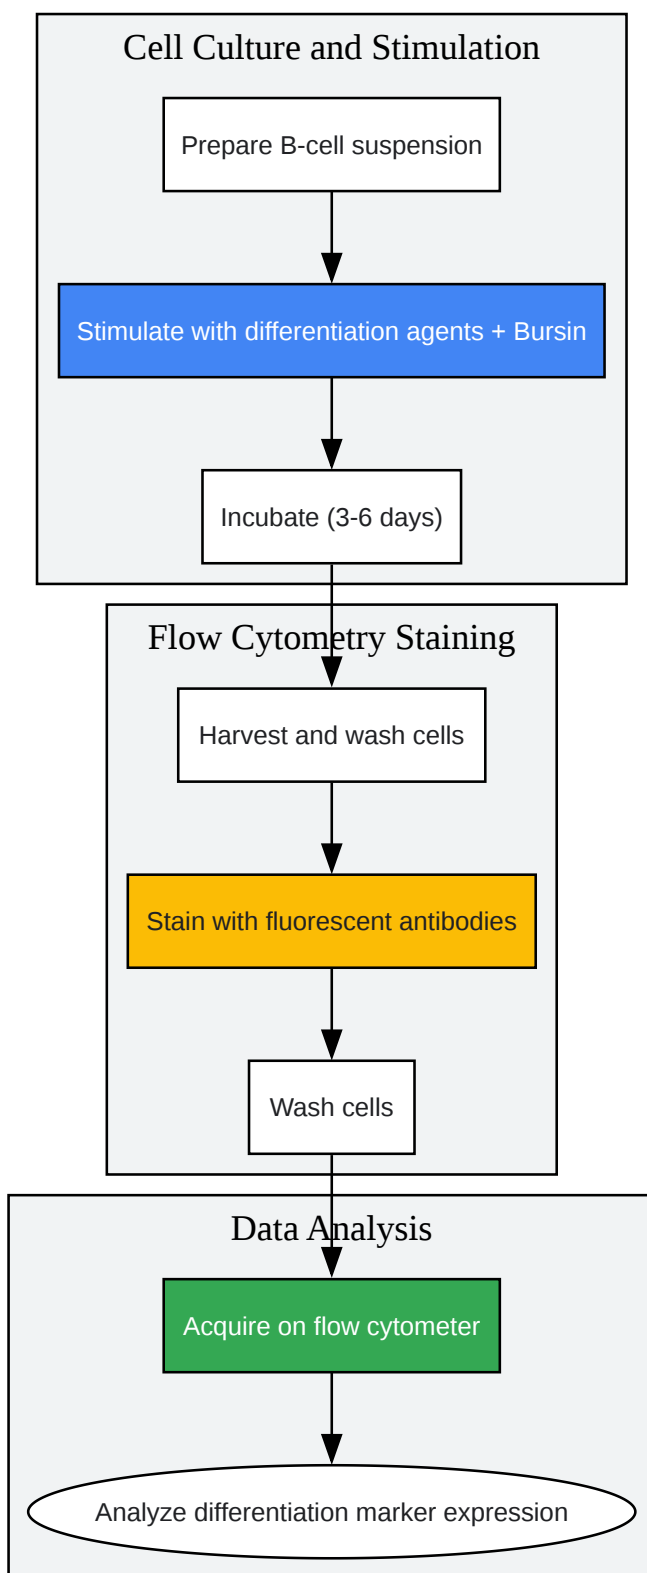 Cell Culture and Stimulation
Prepare B-cell suspension
Stimulate with differentiation agents + Bursin
Incubate (3-6 days)
Flow Cytometry Staining
Harvest and wash cells
Stain with fluorescent antibodies
Wash cells
Data Analysis
Acquire on flow cytometer
Analyze differentiation marker expression